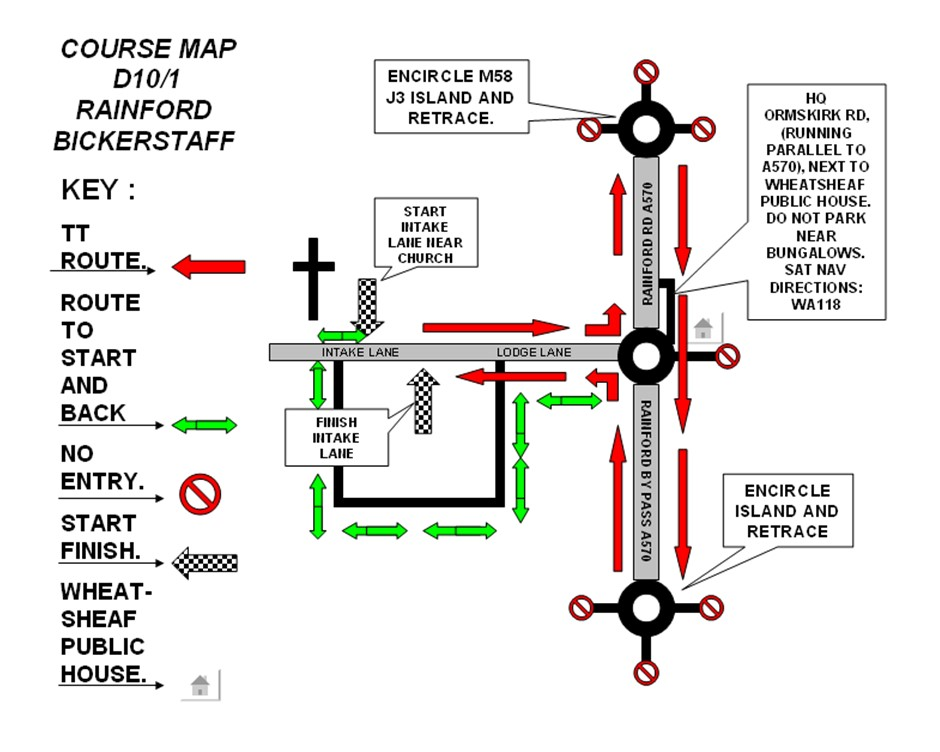 COURSE MAP
D10/1
RAINFORD
BICKERSTAFF
KEY :
TT
ROUTE.
ROUTE
TO
START
AND
BACK
NO
ENTRY.
START
FINISH.
WHEAT-
SHEAF
PUBLIC
HOUSE.
ENCIRCLE M58
J3 ISLAND AND
RETRACE.
START
INTAKE
LANE NEAR
CHURCH
INTAKE LANE
LODGE LANE
FINISH
INTAKE
LANE
RAINFORD RD A570
RAINFORD BY PASS A570
HQ
ORMSKIRK RD,
(RUNNING
PARALLEL TO
A570), NEXT TO
WHEATSHEAF
PUBLIC HOUSE.
DO NOT PARK
NEAR
BUNGALOWS.
SAT NAV
DIRECTIONS:
WA118
ENCIRCLE
ISLAND AND
RETRACE